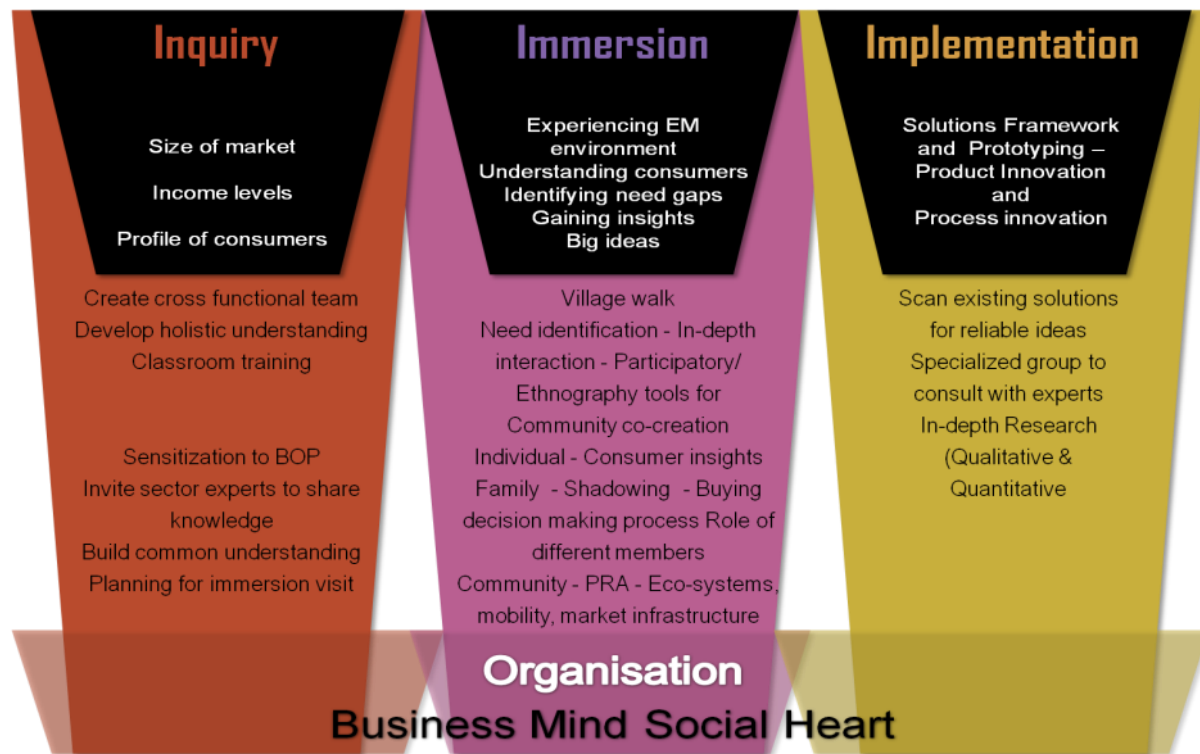 Inquiry
Size of market
Income levels
Profile of consumers
Create cross functional team
Develop holistic understanding
Classroom training
Sensitization to BOP
Invite sector experts to share
knowledge
Build common understanding
Planning for immersion visit
Immersion
Experiencing EM
environment
Understanding consumers
Identifying need gaps
Gaining insights
Big ideas
Village walk
Need identification - In-depth
interaction - Participatory/
Ethnography tools for
Community co-creation
Individual - Consumer insights
Family - Shadowing - Buying
decision making process Role of
different members
Community - PRA - Eco-systems,
mobility, market infrastructure
Implementation
Solutions Framework
and Prototyping –
Product Innovation
and
Process innovation
Scan existing solutions
for reliable ideas
Specialized group to
consult with experts
In-depth Research
(Qualitative &
Quantitative
Organisation
Business Mind Social Heart